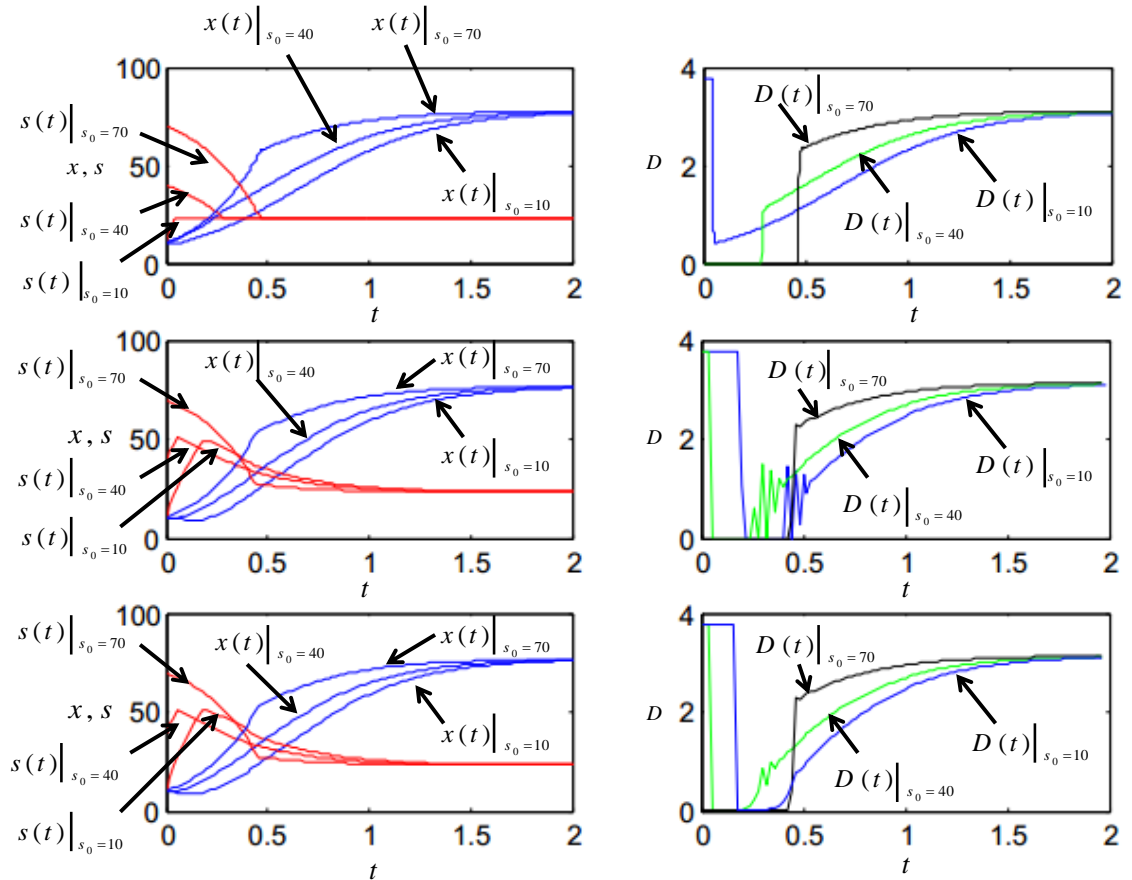 x(t)|s0=40
x(t)|s0=70
100
s(t)|s0=70
x, s
50
s(t)|s0=40
x(t)|s0=10
s(t)|s0=10
0
0 0.5 1 1.5 2
t
4
D(t)|s0=70
D
2
D(t)|s0=10
D(t)|s0=40
0
0 0.5 1 1.5 2
t
100
s(t)|s0=70
x(t)|s0=40
x(t)|s0=70
x, s
50
s(t)|s0=40
x(t)|s0=10
s(t)|s0=10
0
0 0.5 1 1.5 2
t
4
D(t)|s0=70
D
2
D(t)|s0=10
D(t)|s0=40
0
0 0.5 1 1.5 2
t
100
s(t)|s0=70
x(t)|s0=40
x(t)|s0=70
x, s
50
s(t)|s0=40
x(t)|s0=10
s(t)|s0=10
0
0 0.5 1 1.5 2
t
4
D(t)|s0=70
D
2
D(t)|s0=10
D(t)|s0=40
0
0 0.5 1 1.5 2
t